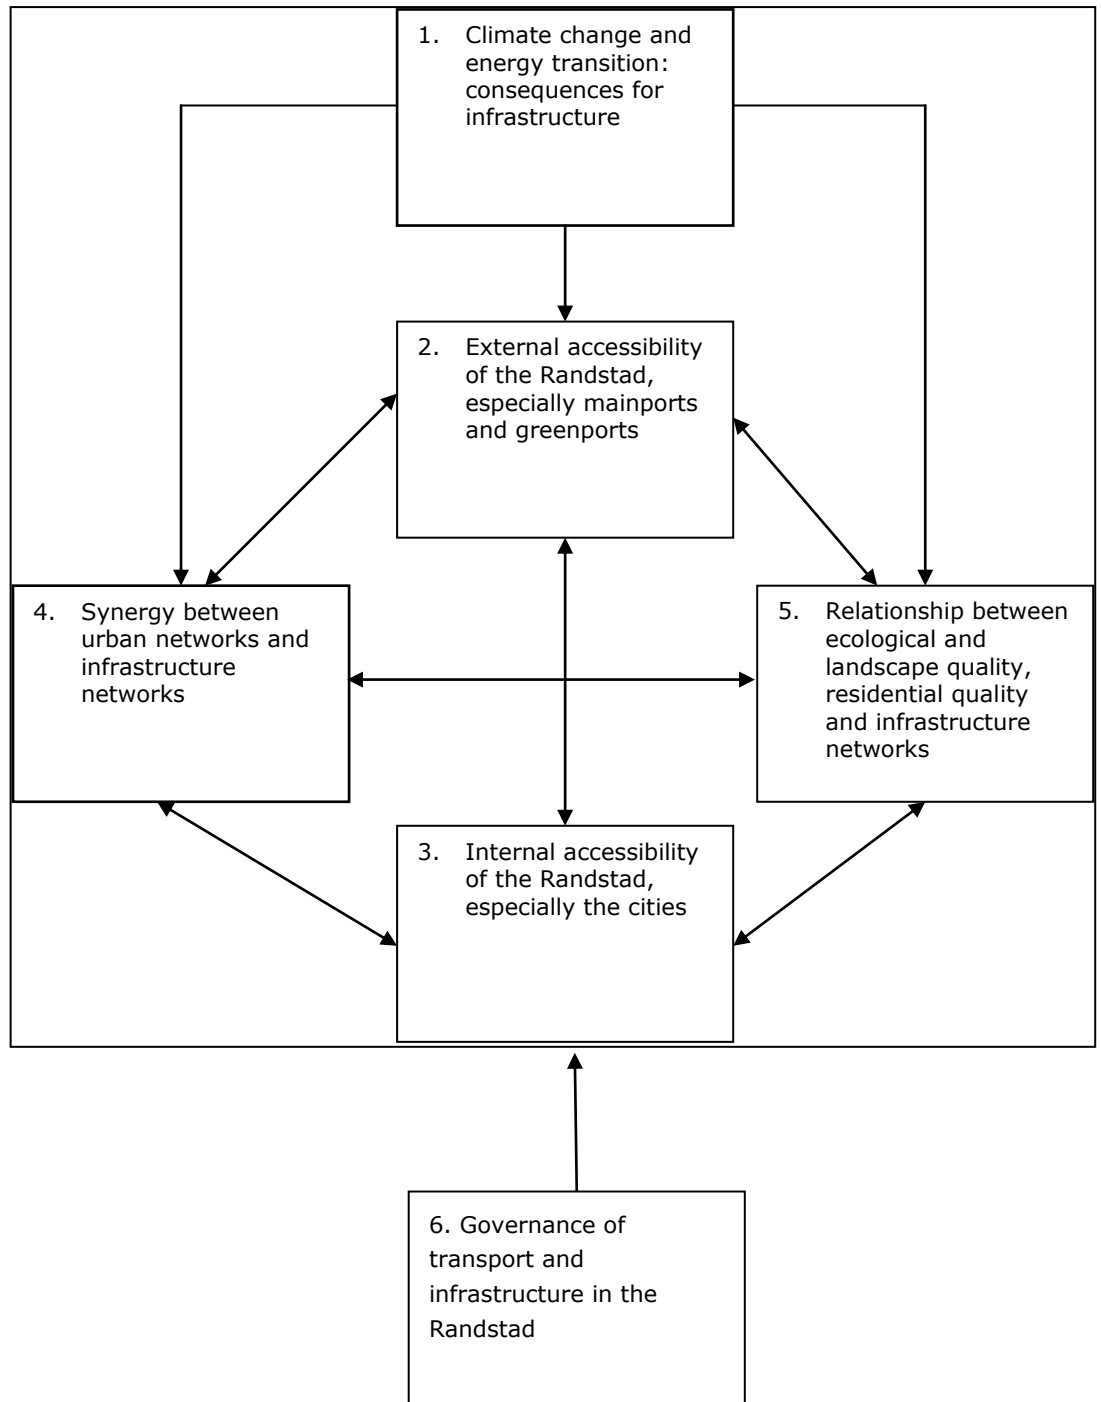 1. Climate change and
energy transition:
consequences for
infrastructure
2. External accessibility
of the Randstad,
especially mainports
and greenports
4. Synergy between
urban networks and
infrastructure
networks
5. Relationship between
ecological and
landscape quality,
residential quality
and infrastructure
networks
3. Internal accessibility
of the Randstad,
especially the cities
6. Governance of
transport and
infrastructure in the
Randstad